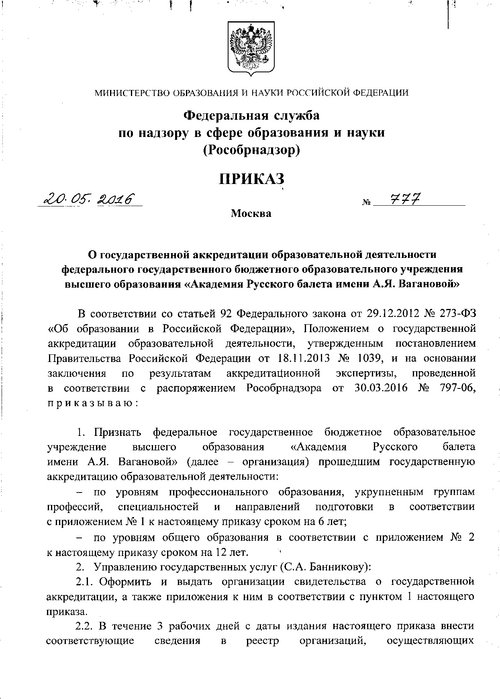 МИНИСТЕРСТВО ОБРАЗОВАНИЯ И НАУКИ РОССИЙСКОЙ ФЕДЕРАЦИИ
Федеральная служба
по надзору в сфере образования и науки
(Рособрнадзор)
ПРИКАЗ
20.05.2016 № 777
Москва
О государственной аккредитации образовательной деятельности
федерального государственного бюджетного образовательного учреждения
высшего образования «Академия Русского балета имени А.Я. Вагановой»
В соответствии со статьей 92 Федерального закона от 29.12.2012 № 273-ФЗ
«Об образовании в Российской Федерации», Положением о государственной
аккредитации образовательной деятельности, утвержденным постановлением
Правительства Российской Федерации от 18.11.2013 № 1039, и на основании
заключения по результатам аккредитационной экспертизы, проведенной
в соответствии с распоряжением Рособрнадзора от 30.03.2016 № 797-06,
приказываю:
1. Признать федеральное государственное бюджетное образовательное
учреждение высшего образования «Академия Русского балета
имени А.Я. Вагановой» (далее – организация) прошедшим государственную
аккредитацию образовательной деятельности:
– по уровням профессионального образования, укрупненным группам
профессий, специальностей и направлений подготовки в соответствии
с приложением № 1 к настоящему приказу сроком на 6 лет;
– по уровням общего образования в соответствии с приложением № 2
к настоящему приказу сроком на 12 лет.
2. Управлению государственных услуг (С.А. Банникову):
2.1. Оформить и выдать организации свидетельства о государственной
аккредитации, а также приложения к ним в соответствии с пунктом 1 настоящего
приказа.
2.2. В течение 3 рабочих дней с даты издания настоящего приказа внести
соответствующие сведения в реестр организаций, осуществляющих